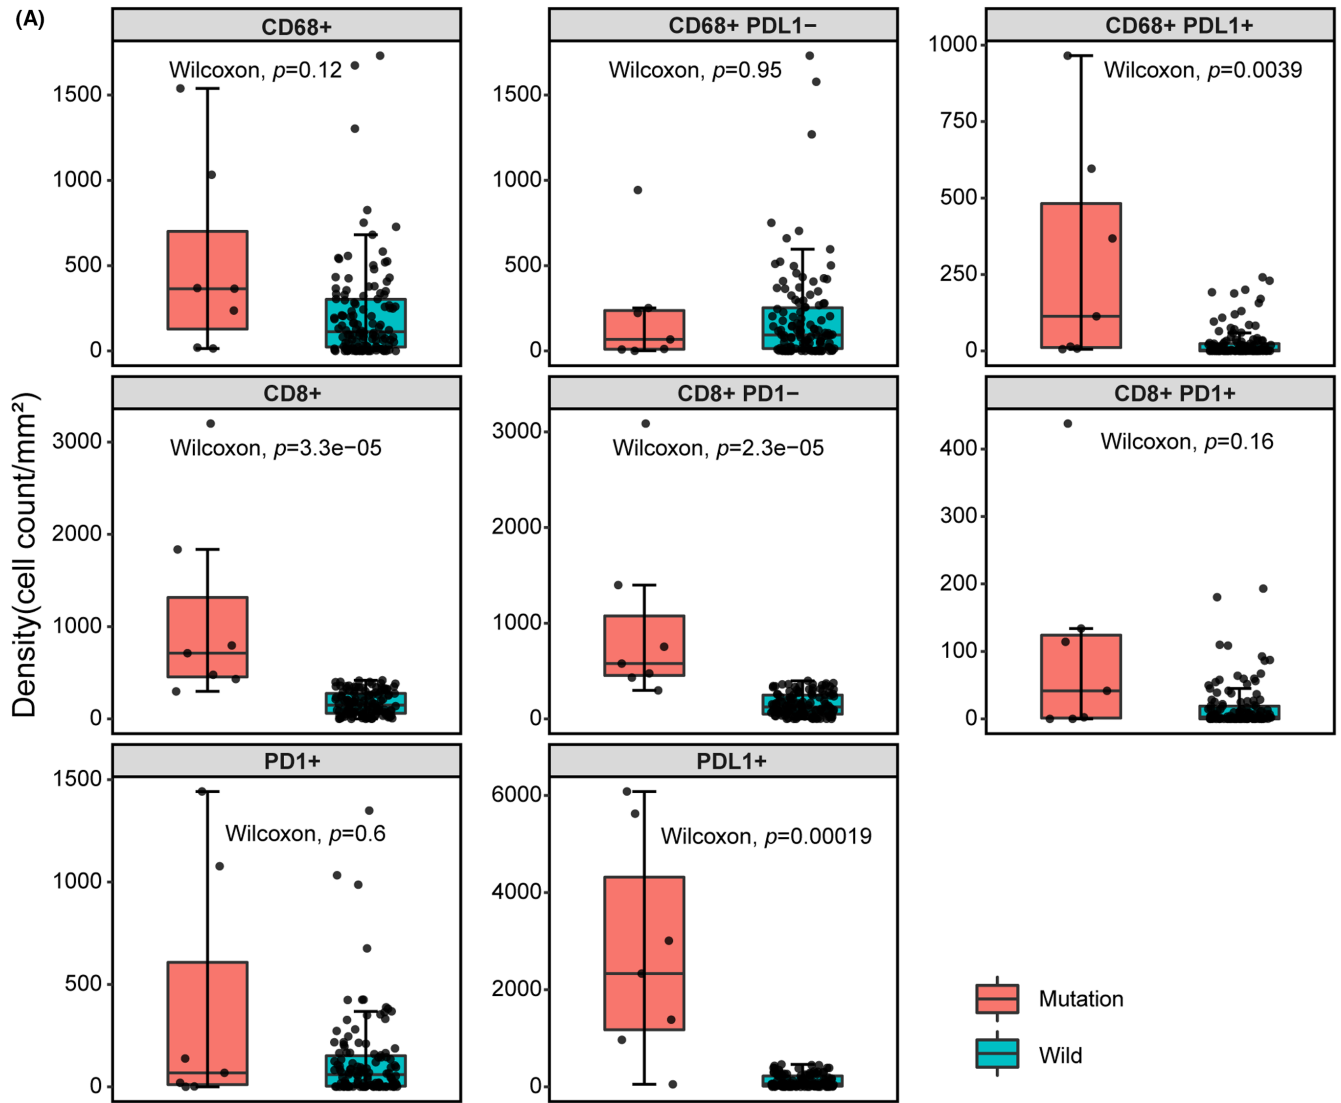 (A)
CD68+
CD68+ PDL1−
CD68+ PDL1+
Wilcoxon, p=0.12
Wilcoxon, p=0.95
Wilcoxon, p=0.0039
1500
1000
500
0
1500
1000
500
0
1000
750
500
250
0
CD8+
CD8+ PD1−
CD8+ PD1+
Wilcoxon, p=3.3e−05
Wilcoxon, p=2.3e−05
Wilcoxon, p=0.16
3000
2000
1000
0
3000
2000
1000
0
400
300
200
100
0
Density(cell count/mm²)
PD1+
PDL1+
Wilcoxon, p=0.6
Wilcoxon, p=0.00019
1500
1000
500
0
6000
4000
2000
0
Mutation
Wild